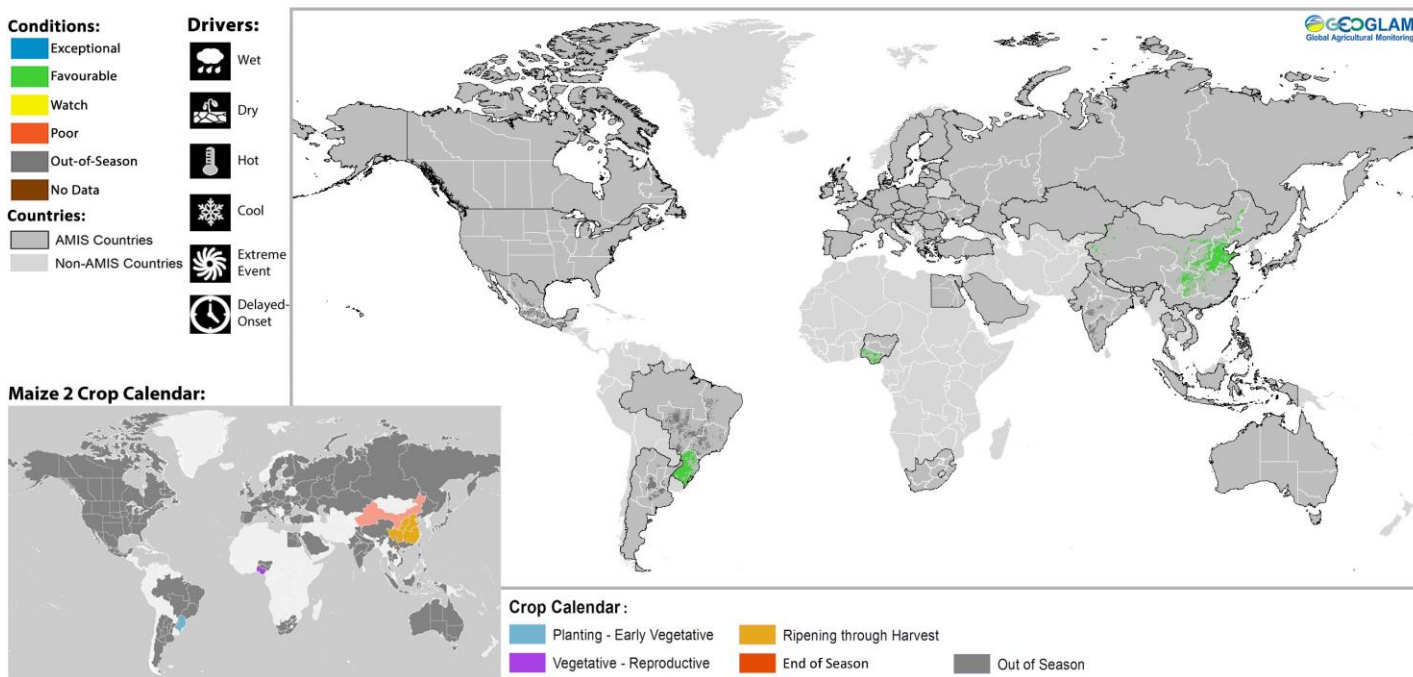 Conditions:
Exceptional
Favourable
Watch
Poor
Out-of-Season
No Data
Countries:
AMIS Countries
Non-AMIS Countries
Drivers:
Wet
Dry
Hot
Cool
Extreme
Event
Delayed-
Onset
GEOGLAM
Global Agricultural Monitoring
Maize 2 Crop Calendar:
Crop Calendar :
Planting - Early Vegetative
Vegetative - Reproductive
Ripening through Harvest
End of Season
Out of Season